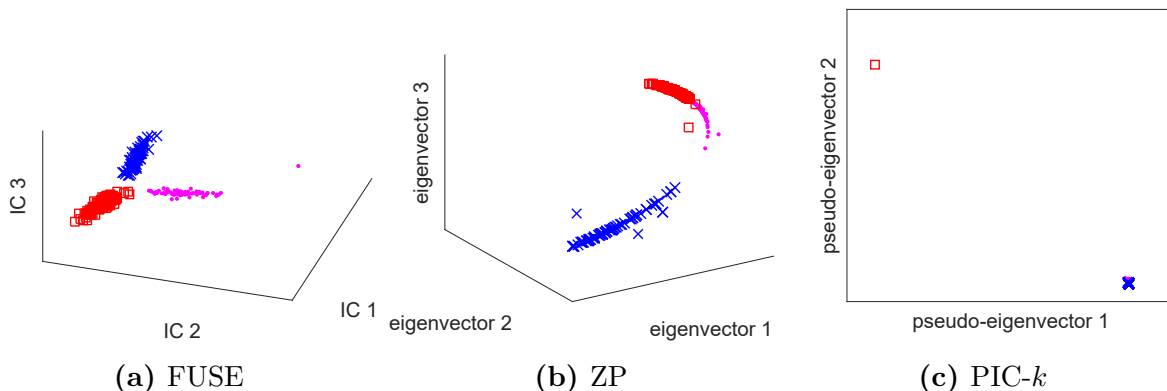 IC 3
IC 2
IC 1
(a) FUSE
eigenvector 3
eigenvector 2
eigenvector 1
(b) ZP
pseudo-eigenvector 2
pseudo-eigenvector 1
(c) PIC-k